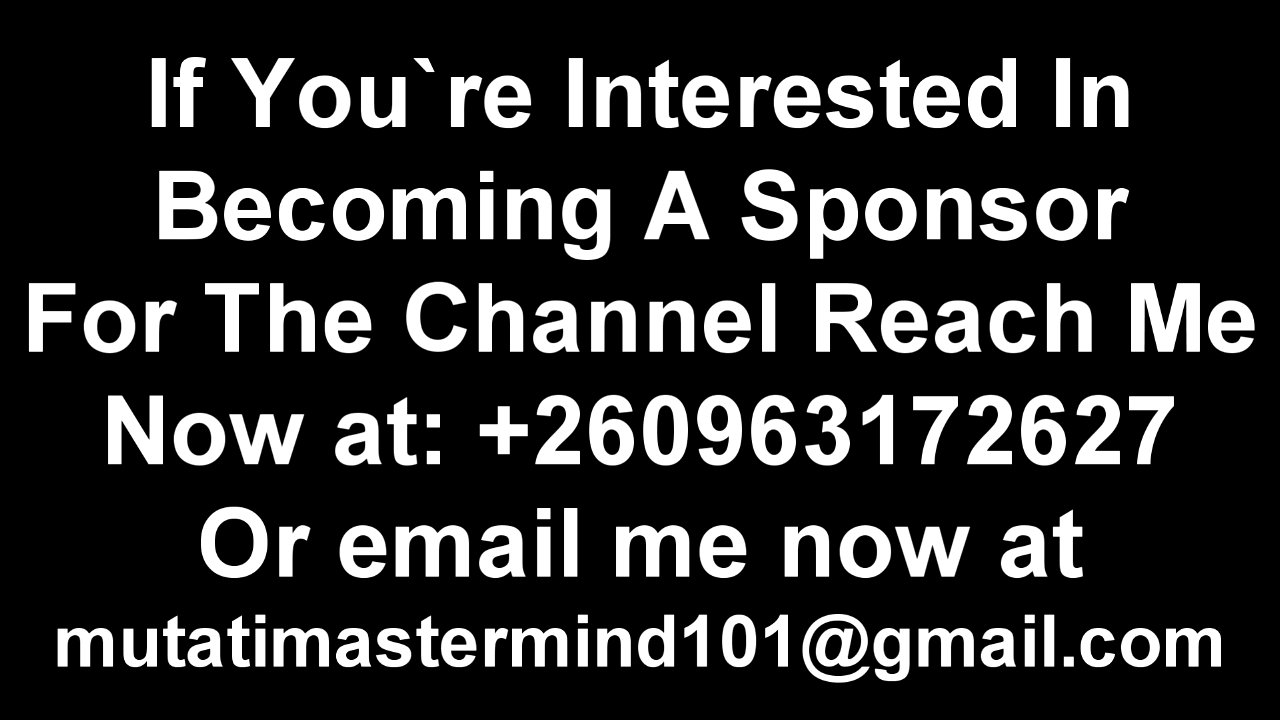 If You`re Interested In
Becoming A Sponsor
For The Channel Reach Me
Now at: +260963172627
Or email me now at
mutatimastermind101@gmail.com